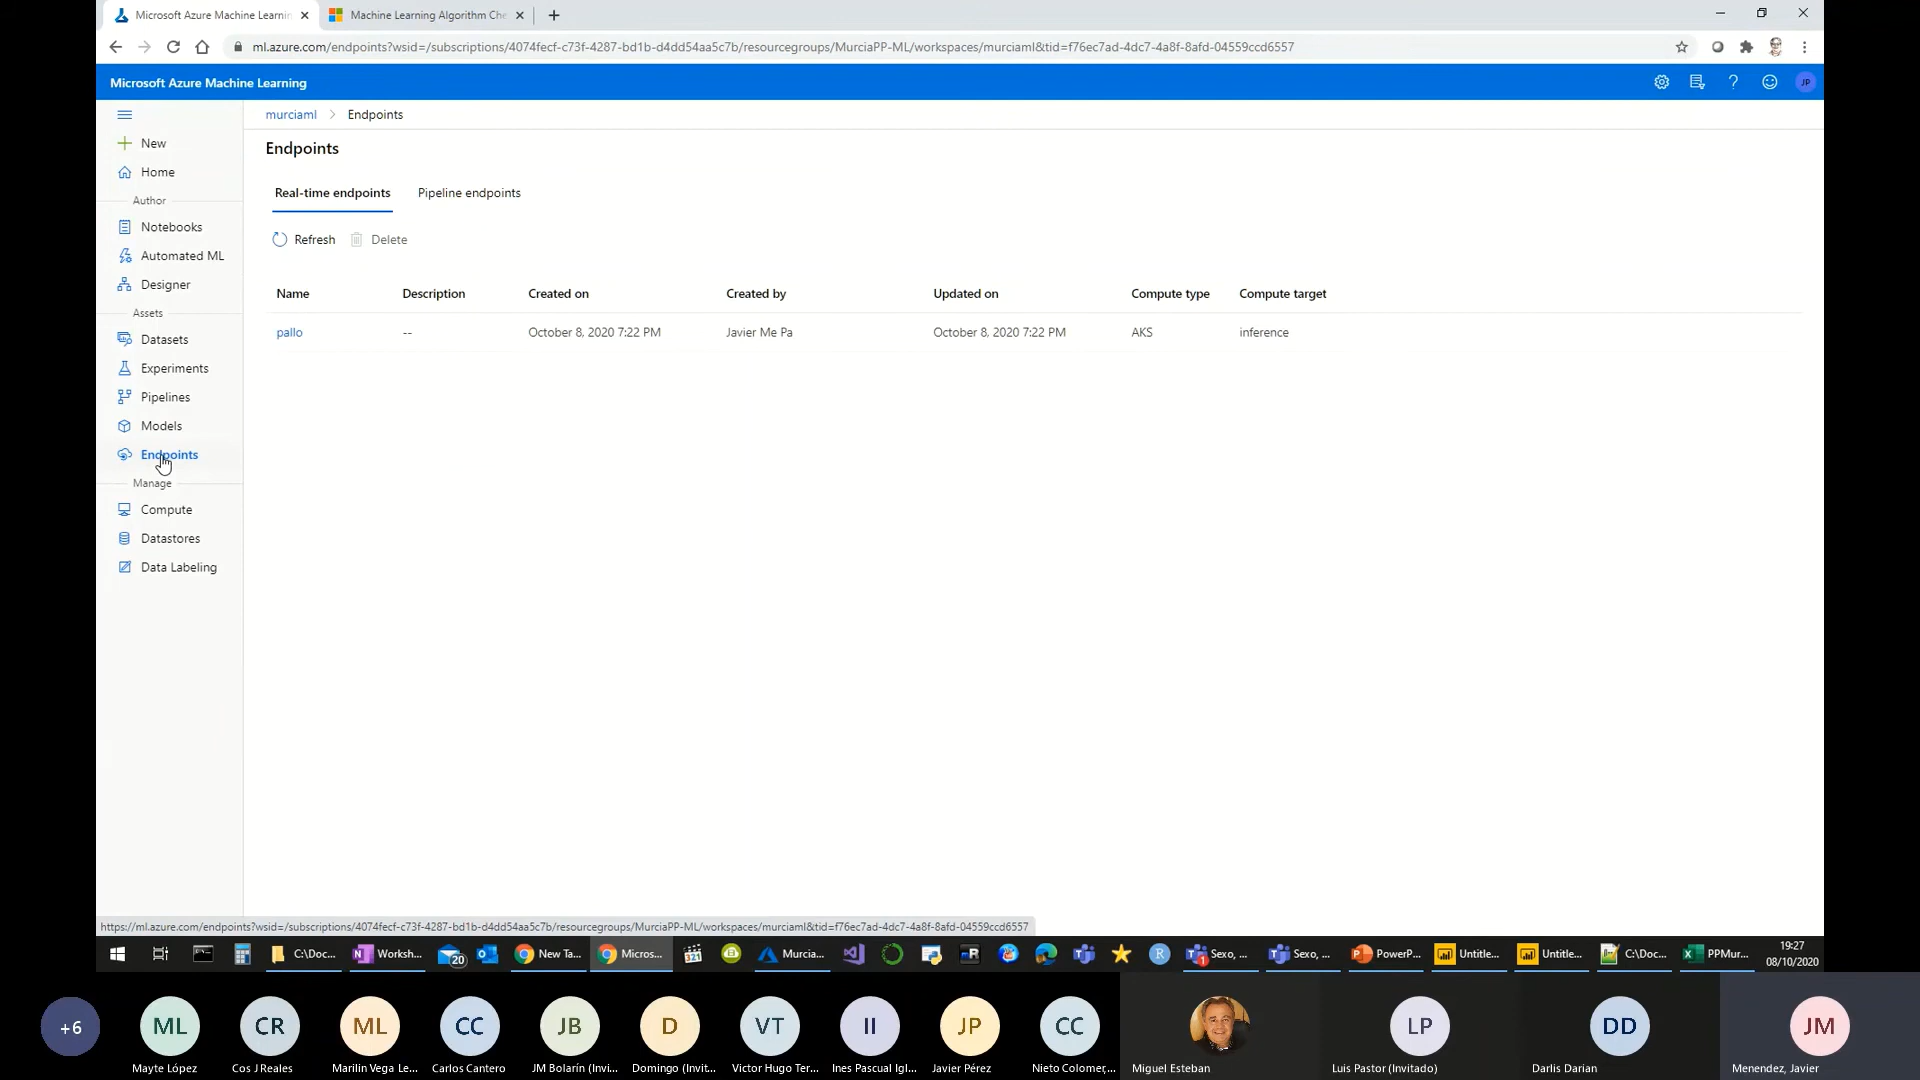 Microsoft Azure Machine Learnin
Machine Learning Algorithm Che
ml.azure.com/endpoints?wsid=/subscriptions/4074fecf-c73f-4287-bd1b-d4dd54aa5c7b/resourcegroups/MurciaPP-ML/workspaces/murciaml&tid=f76ec7ad-4dc7-4a8f-8afd-04559ccd6557
Microsoft Azure Machine Learning
JP
murciaml > Endpoints
New
Home
Author
Notebooks
Automated ML
Designer
Assets
Datasets
Experiments
Pipelines
Models
Endpoints
Manage
Compute
Datastores
Data Labeling
Endpoints
Real-time endpoints Pipeline endpoints
Refresh Delete
Name Description Created on Created by Updated on Compute type Compute target
pallo -- October 8, 2020 7:22 PM Javier Me Pa October 8, 2020 7:22 PM AKS inference
https://ml.azure.com/endpoints?wsid=/subscriptions/4074fecf-c73f-4287-bd1b-d4dd54aa5c7b/resourcegroups/MurciaPP-ML/workspaces/murciaml&tid=f76ec7ad-4dc7-4a8f-8afd-04559ccd6557
C:\Doc... Worksh... 20 New Ta... Micros... 321 Murcia... R R 1 Sexo, ... Sexo, ... PowerP... Untitle... Untitle... C:\Doc... PPMur...
19:27
08/10/2020
+6 ML CR ML CC JB D VT II JP CC LP DD JM
Mayte López Cos J Reales Marilin Vega Le... Carlos Cantero JM Bolarín (Invi... Domingo (Invit... Victor Hugo Ter... Ines Pascual Igl... Javier Pérez Nieto Colomer,... Miguel Esteban Luis Pastor (Invitado) Darlis Darian Menendez, Javier